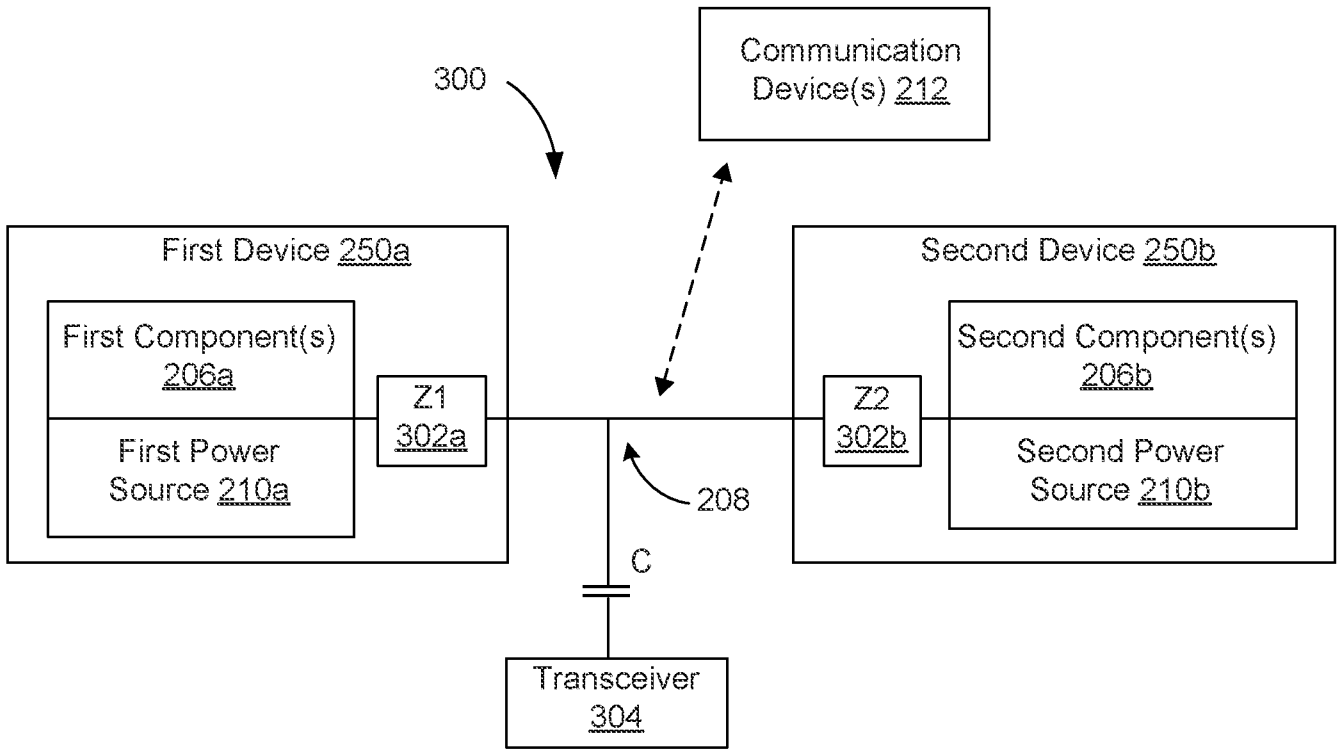 Communication
Device(s) 212
300
First Device 250a
Second Device 250b
First Component(s)
206a
Second Component(s)
206b
Z1
302a
Z2
302b
First Power
Source 210a
Second Power
Source 210b
208
C
Transceiver
304